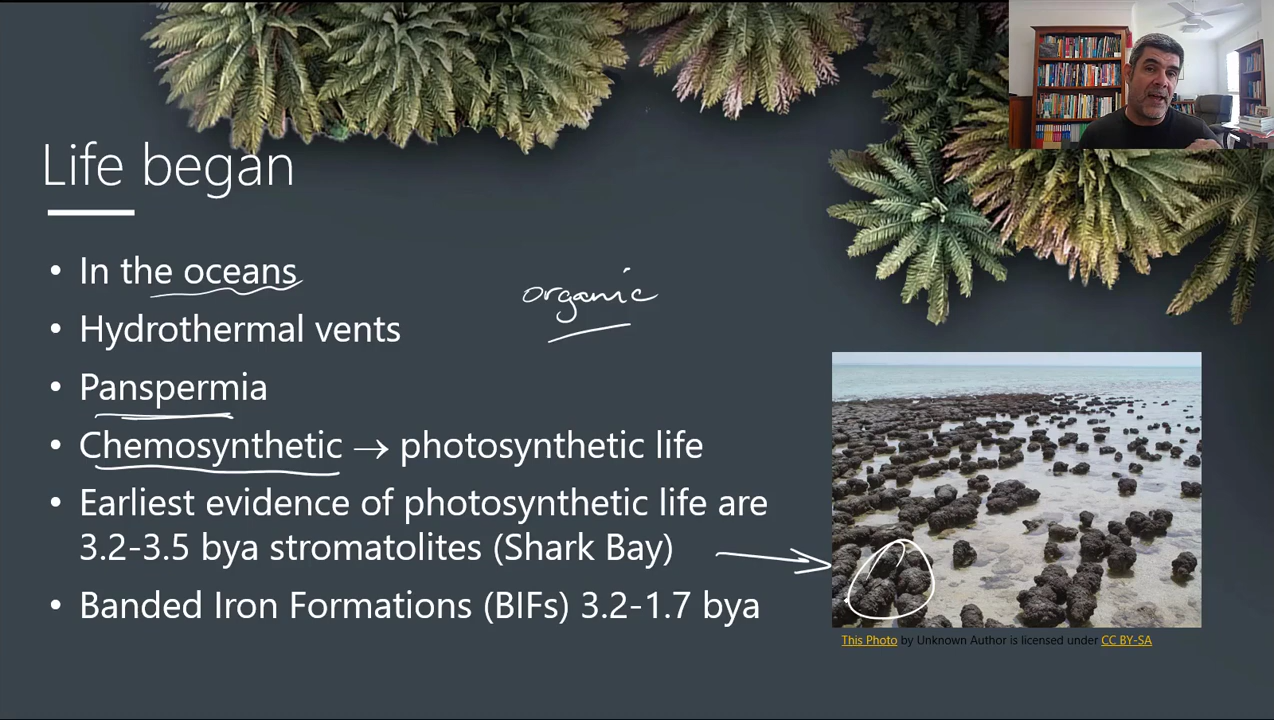 Life began
• In the oceans
organic
• Hydrothermal vents
• Panspermia
• Chemosynthetic → photosynthetic life
• Earliest evidence of photosynthetic life are
3.2-3.5 bya stromatolites (Shark Bay)
• Banded Iron Formations (BIFs) 3.2-1.7 bya
This Photo by Unknown Author is licensed under CC BY-SA